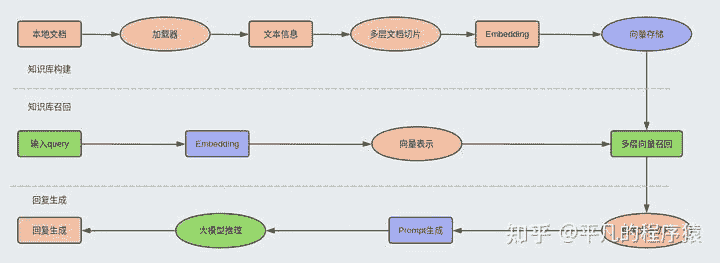 本地文档
加载器
文本信息
多层文档切片
Embedding
向量存储
知识库构建
知识库召回
输入query
Embedding
向量表示
多层向量召回
回复生成
回复生成
大模型推理
Prompt生成
知乎 @平凡的程序猿